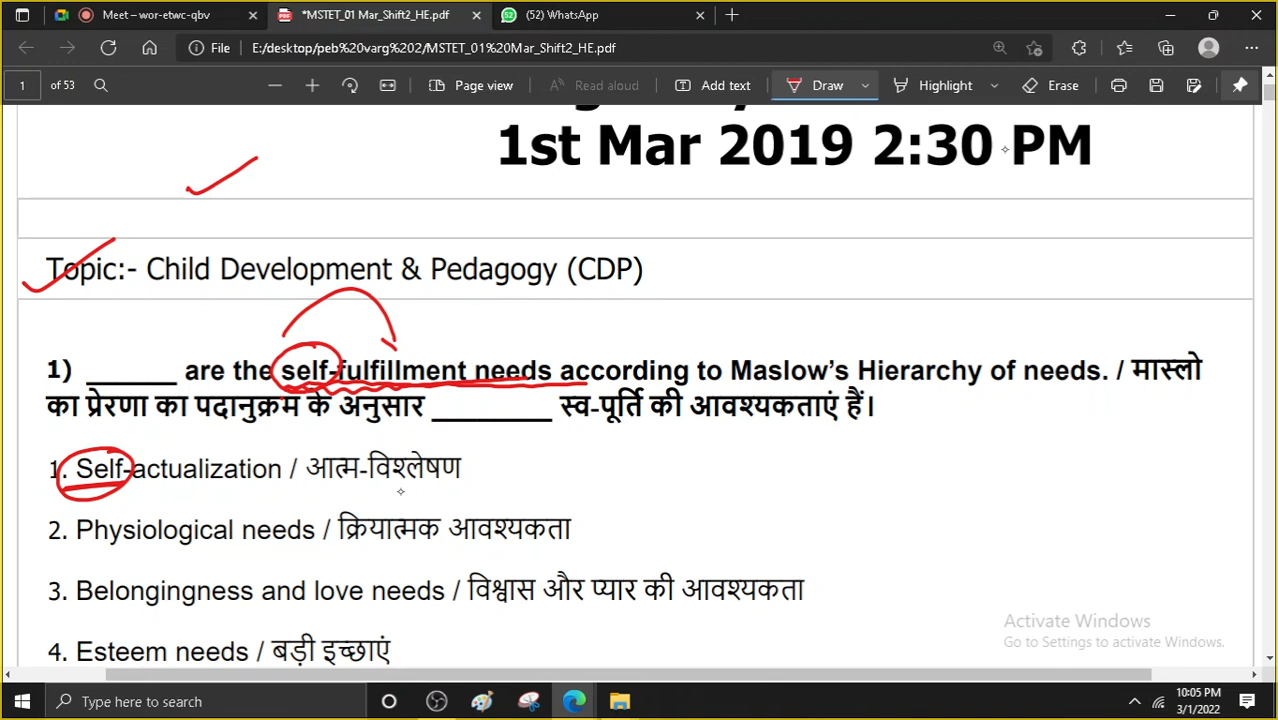 Meet – wor-etwc-qbv
*MSTET_01 Mar_Shift2_HE.pdf
(52) WhatsApp
File
E:/desktop/peb%20varg%202/MSTET_01%20Mar_Shift2_HE.pdf
1 of 53
Page view
Read aloud
Add text
Draw
Highlight
Erase
1st Mar 2019 2:30 PM
Topic:- Child Development & Pedagogy (CDP)
1) ______ are the self-fulfillment needs according to Maslow's Hierarchy of needs. / मास्लो
का प्रेरणा का पदानुक्रम के अनुसार ________ स्व-पूर्ति की आवश्यकताएं हैं।
1. Self-actualization / आत्म-विश्लेषण
2. Physiological needs / क्रियात्मक आवश्यकता
3. Belongingness and love needs / विश्वास और प्यार की आवश्यकता
4. Esteem needs / बड़ी इच्छाएं
Activate Windows
Go to Settings to activate Windows.
Type here to search
10:05 PM
3/1/2022